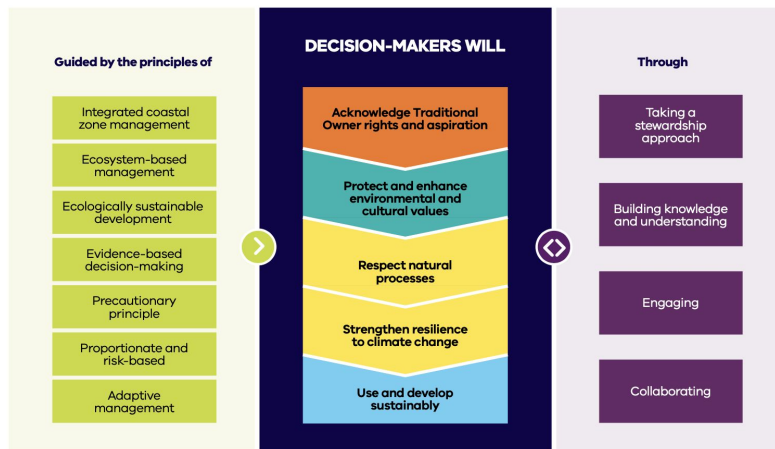 Guided by the principles of
Integrated coastal
zone management
Ecosystem-based
management
Ecologically sustainable
development
Evidence-based
decision-making
Precautionary
principle
Proportionate and
risk-based
Adaptive
management
DECISION-MAKERS WILL
Acknowledge Traditional
Owner rights and aspiration
Protect and enhance
environmental and
cultural values
Respect natural
processes
Strengthen resilience
to climate change
Use and develop
sustainably
Through
Taking a
stewardship
approach
Building knowledge
and understanding
Engaging
Collaborating